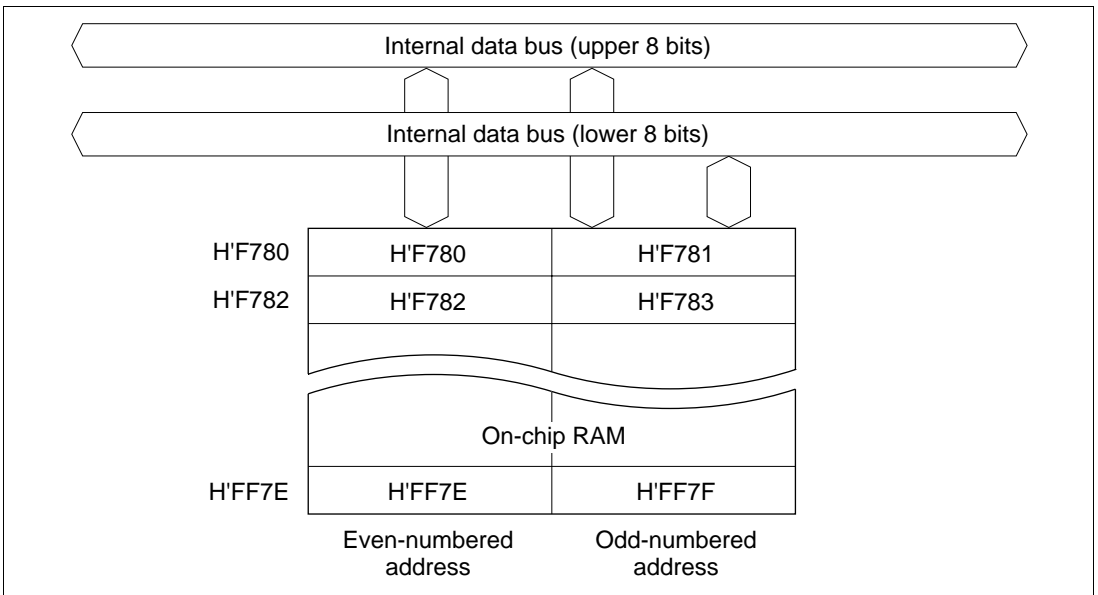 Internal data bus (upper 8 bits)
Internal data bus (lower 8 bits)
H'F780 H'F780 H'F781
H'F782 H'F782 H'F783
On-chip RAM
H'FF7E H'FF7E H'FF7F
Even-numbered Odd-numbered
address address